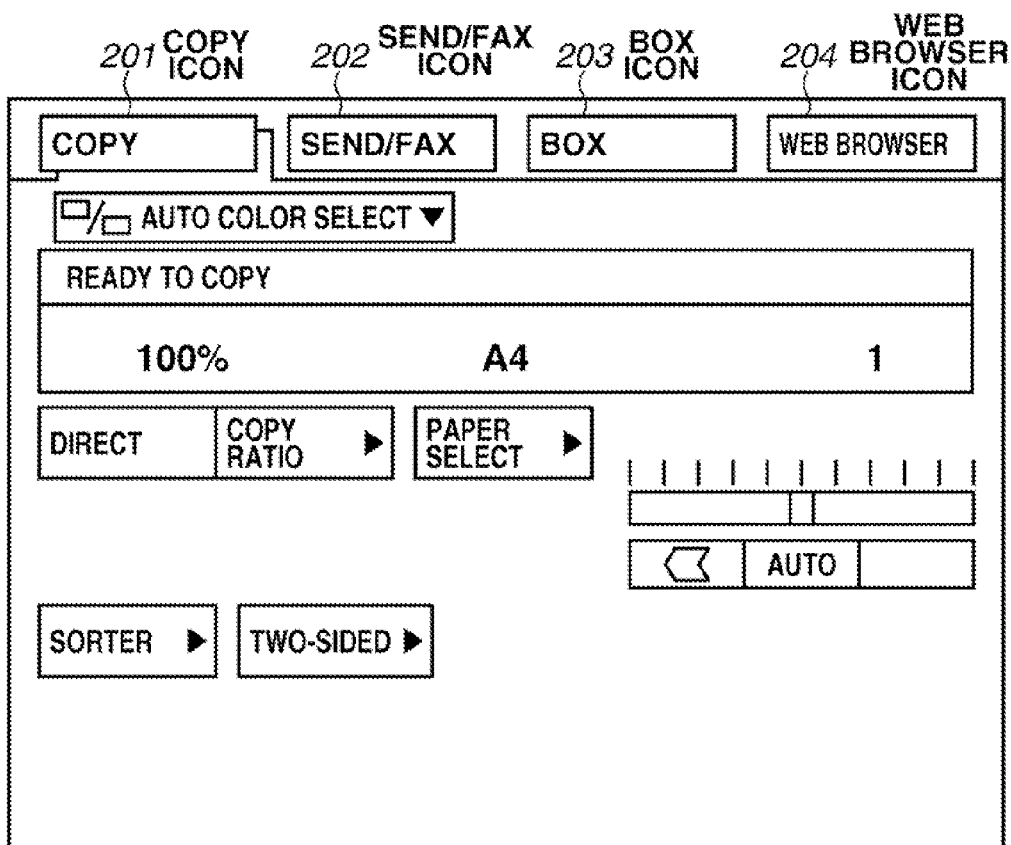 201 COPY ICON
202 SEND/FAX ICON
203 BOX ICON
204 WEB BROWSER ICON
COPY
SEND/FAX
BOX
WEB BROWSER
AUTO COLOR SELECT
READY TO COPY
100% A4 1
DIRECT
COPY
RATIO
PAPER
SELECT
AUTO
SORTER
TWO-SIDED